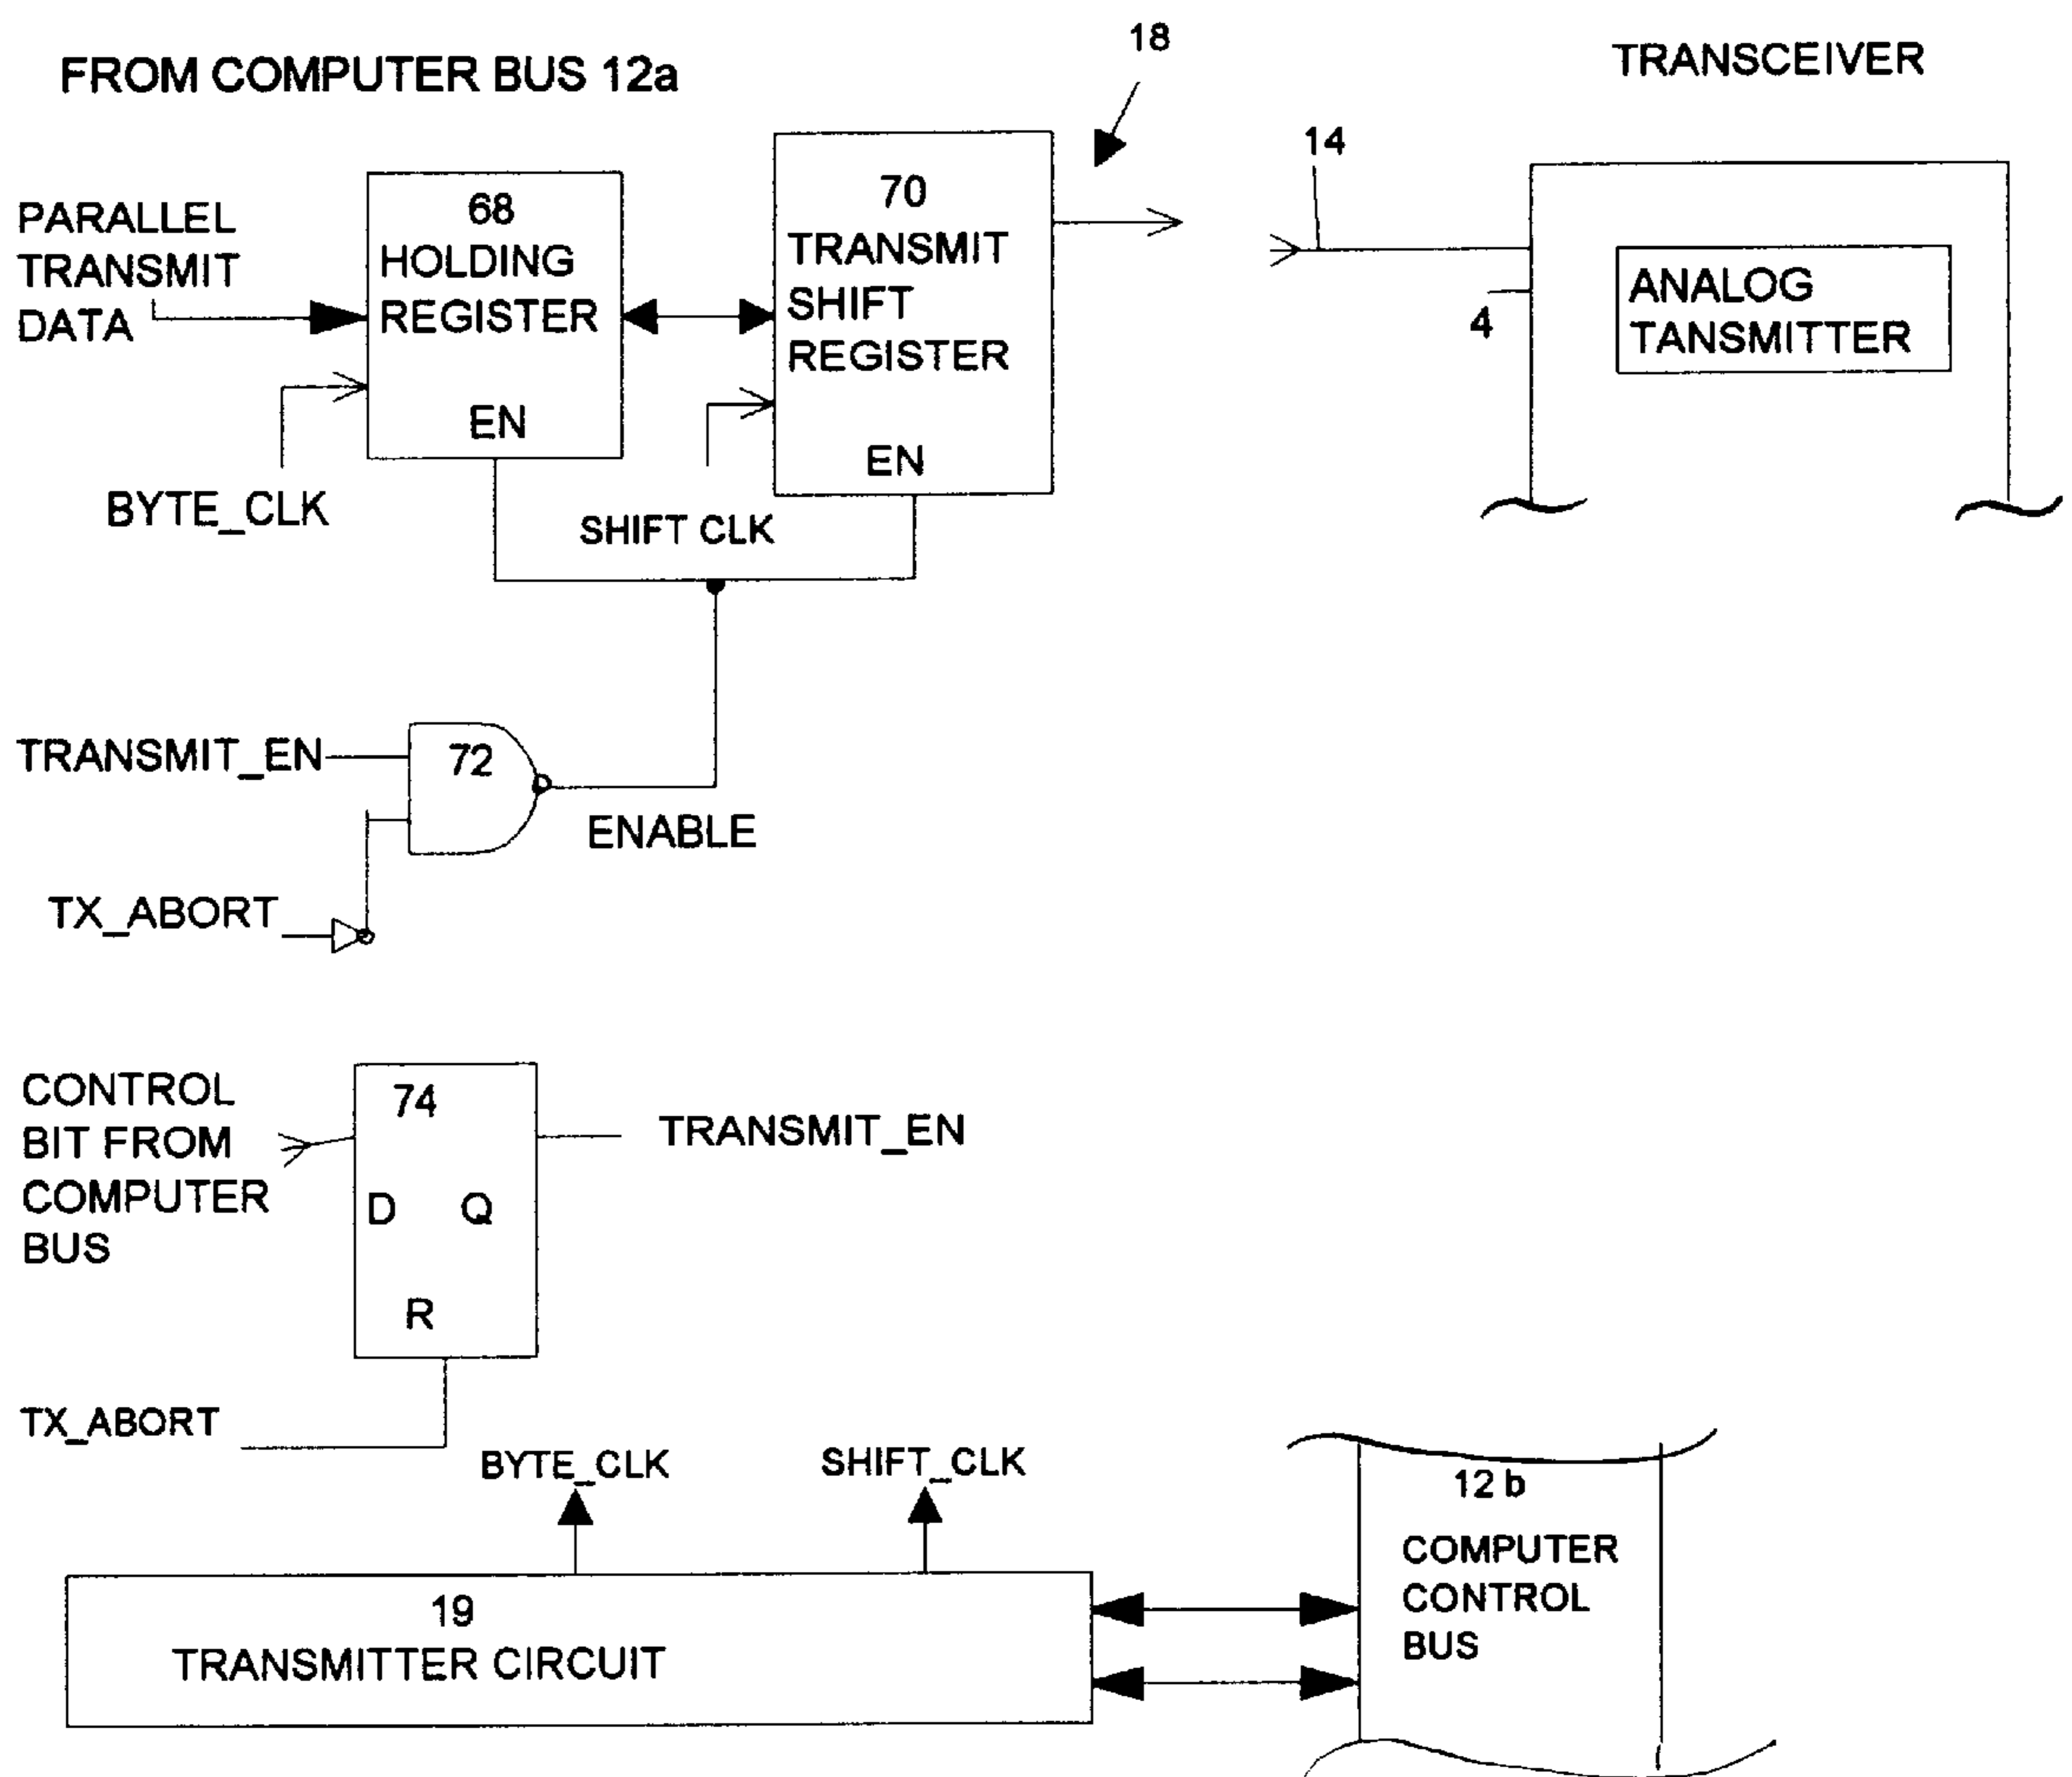 FROM COMPUTER BUS 12a
18
TRANSCEIVER
14
PARALLEL
TRANSMIT
DATA
68
HOLDING
REGISTER
EN
70
TRANSMIT
SHIFT
REGISTER
EN
4
ANALOG
TANSMITTER
BYTE_CLK
SHIFT CLK
TRANSMIT_EN
72
ENABLE
TX_ABORT
CONTROL
BIT FROM
COMPUTER
BUS
74
D Q
R
TRANSMIT_EN
TX_ABORT
BYTE_CLK
SHIFT_CLK
19
TRANSMITTER CIRCUIT
12 b
COMPUTER
CONTROL
BUS